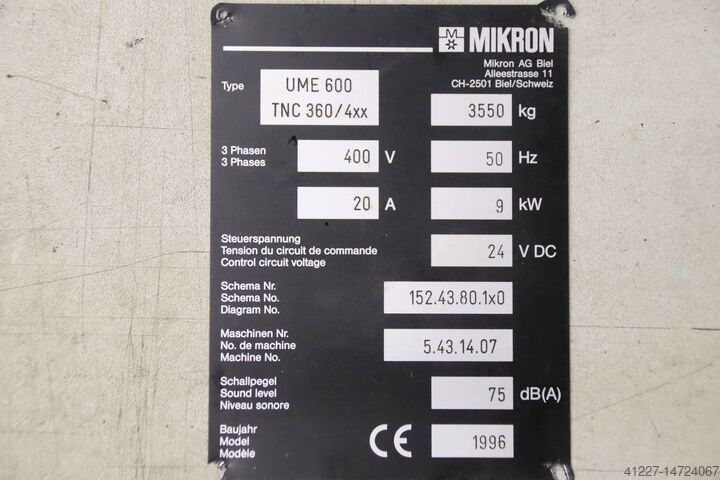 MIKRON
Mikron AG Biel
Alleestrasse 11
CH-2501 Biel/Schweiz
Type
UME 600
TNC 360/4xx
3550 kg
3 Phasen
3 Phases
400 V
50 Hz
20 A
9 kW
Steuerspannung
Tension du circuit de commande
Control circuit voltage
24 V DC
Schema Nr.
Schema No.
Diagram No.
152.43.80.1x0
Maschinen Nr.
No. de machine
Machine No.
5.43.14.07
Schallpegel
Sound level
Niveau sonore
75 dB(A)
Baujahr
Model
Modèle
CE
1996
41227-14724067